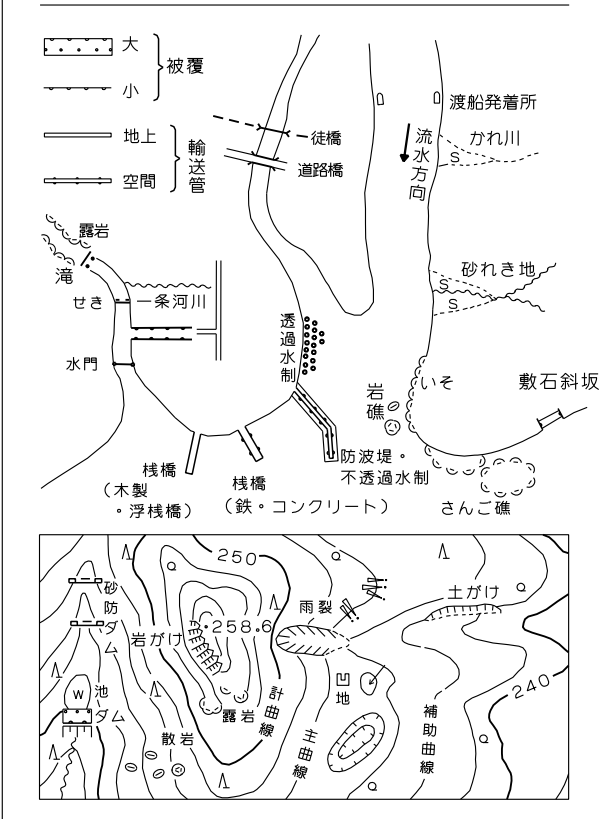 大
小
被覆
地上
空間
輸送管
徒橋
道路橋
渡船発着所
流水方向
かれ川
S
砂れき地
S
S
露岩
滝
せき
一条河川
水門
透過水制
いそ
岩礁
敷石斜坂
防波堤・
不透過水制
桟橋
(木製
・浮桟橋)
桟橋
(鉄・コンクリート)
さんご礁
250
砂防ダム
岩がけ
・258.6
雨裂
土がけ
W
池
ダム
露岩
計曲線
凹地
240
散岩
主曲線
補助曲線